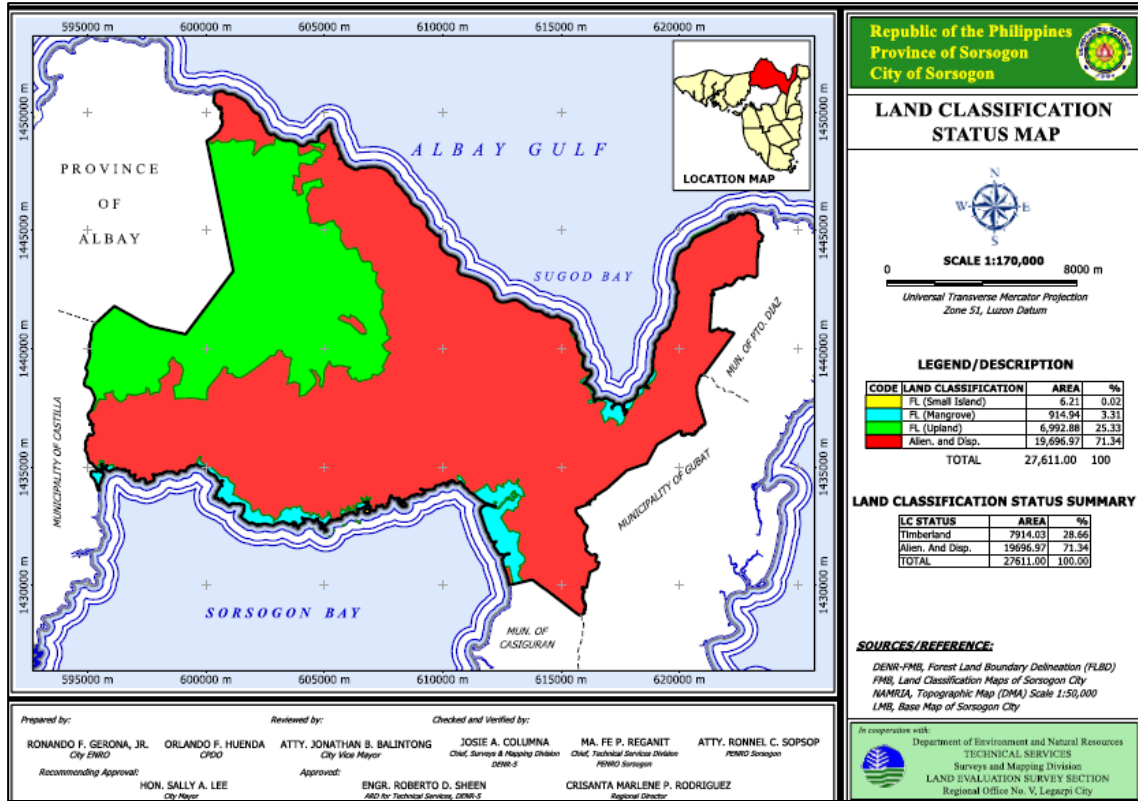 595000 m 600000 m 605000 m 610000 m 615000 m 620000 m
1450000 m
1445000 m
1440000 m
1435000 m
1430000 m
PROVINCE
OF
ALBAY
ALBAY GULF
SUGOD BAY
SORSOGON BAY
MUNICIPALITY OF CASTILLA
MUN. OF PTO. DIAZ
MUNICIPALITY OF GUBAT
MUN. OF
CASIGURAN
LOCATION MAP
1450000 m
1445000 m
1440000 m
1435000 m
1430000 m
595000 m 600000 m 605000 m 610000 m 615000 m 620000 m
Republic of the Philippines
Province of Sorsogon
City of Sorsogon
LAND CLASSIFICATION
STATUS MAP
N
W E
S
SCALE 1:170,000
0 8000 m
Universal Transverse Mercator Projection
Zone 51, Luzon Datum
LEGEND/DESCRIPTION
CODE LAND CLASSIFICATION AREA %
FL (Small Island) 6.21 0.02
FL (Mangrove) 914.94 3.31
FL (Upland) 6,992.88 25.33
Alien. and Disp. 19,696.97 71.34
TOTAL 27,611.00 100
LAND CLASSIFICATION STATUS SUMMARY
LC STATUS AREA %
Timberland 7914.03 28.66
Alien. And Disp. 19696.97 71.34
TOTAL 27611.00 100.00
SOURCES/REFERENCE:
DENR-FMB, Forest Land Boundary Delineation (FLBD)
FMB, Land Classification Maps of Sorsogon City
NAMRIA, Topographic Map (DMA) Scale 1:50,000
LMB, Base Map of Sorsogon City
In cooperation with:
Department of Environment and Natural Resources
TECHNICAL SERVICES
Surveys and Mapping Division
LAND EVALUATION SURVEY SECTION
Regional Office No. V, Legazpi City
Prepared by: Reviewed by: Checked and Verified by:
RONANDO F. GERONA, JR. ORLANDO F. HUENDA ATTY. JONATHAN B. BALINTONG JOSIE A. COLUMNA MA. FE P. REGANIT ATTY. RONNEL C. SOPSOP
City ENRO CPDO City Vice Mayor Chief, Surveys & Mapping Division Chief, Technical Services Division PENRO Sorsogon
DENR-5 PENRO Sorsogon
Recommending Approval: Approved:
HON. SALLY A. LEE ENGR. ROBERTO D. SHEEN CRISANTA MARLENE P. RODRIGUEZ
City Mayor ARD for Technical Services, DENR-5 Regional Director